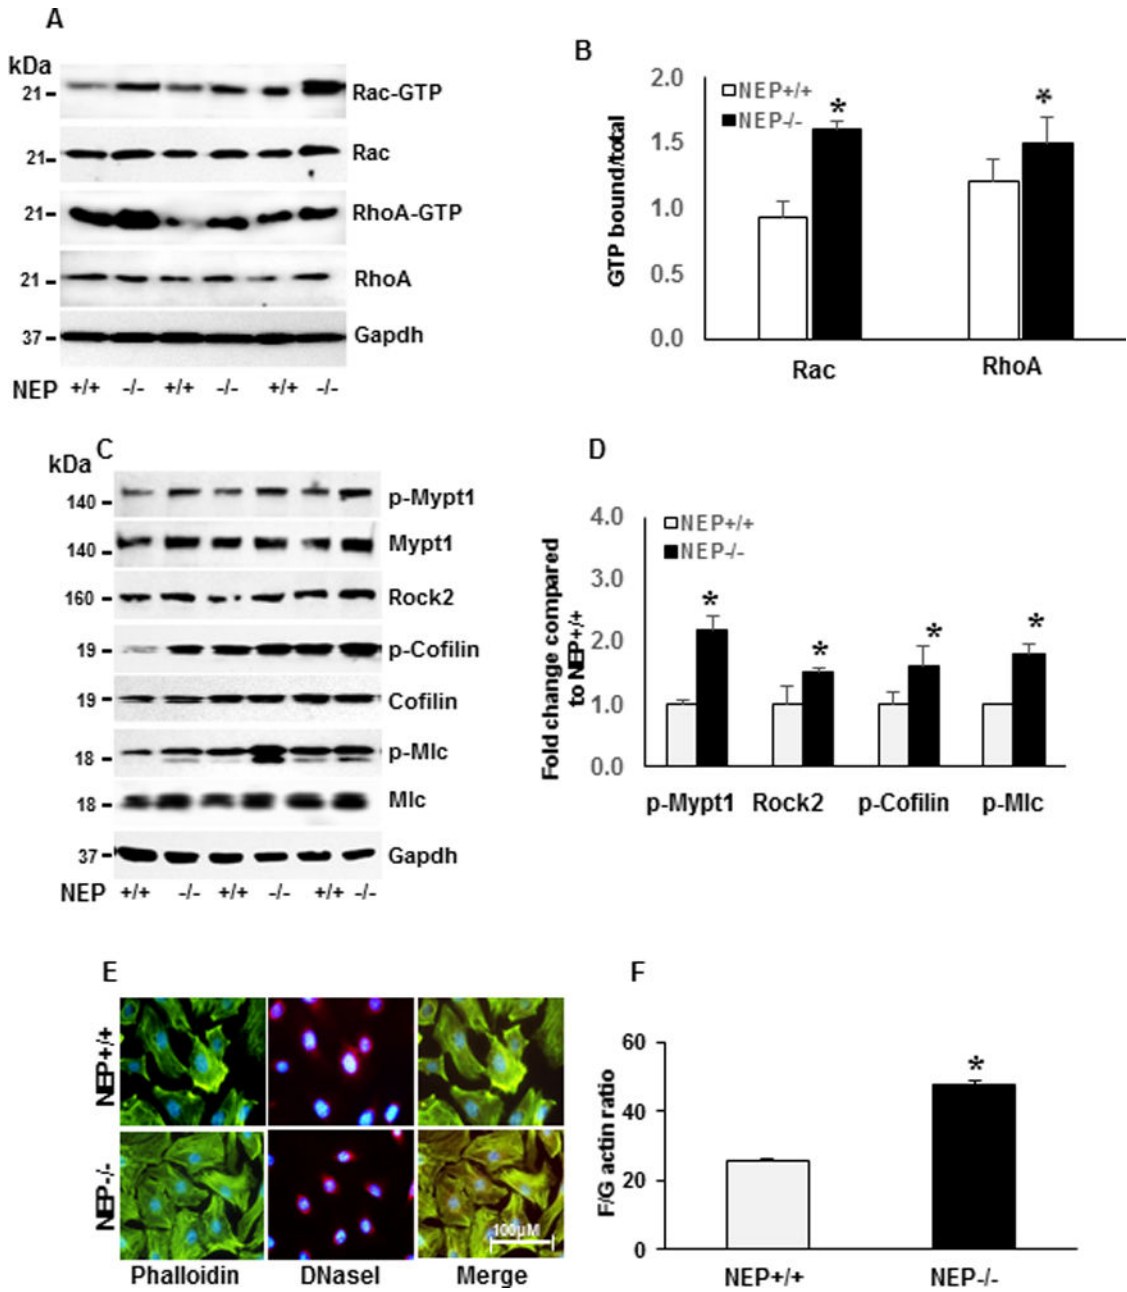 A
kDa
21
Rac-GTP
21
Rac
21
RhoA-GTP
21
RhoA
37
Gapdh
NEP +/+ -/- +/+ -/- +/+ -/-
B
2.0
1.5
1.0
0.5
0.0
GTP bound/total
NEP+/+
NEP-/-
*
*
Rac RhoA
C
kDa
140
p-Mypt1
140
Mypt1
160
Rock2
19
p-Cofilin
19
Cofilin
18
p-Mlc
18
Mlc
37
Gapdh
NEP +/+ -/- +/+ -/- +/+ -/-
D
4.0
3.0
2.0
1.0
0.0
Fold change compared
to NEP+/+
NEP+/+
NEP-/-
* * * *
p-Mypt1 Rock2 p-Cofilin p-Mlc
E
NEP+/+
NEP-/-
100µM
Phalloidin DNaseI Merge
F
60
40
20
0
F/G actin ratio
*
NEP+/+ NEP-/-